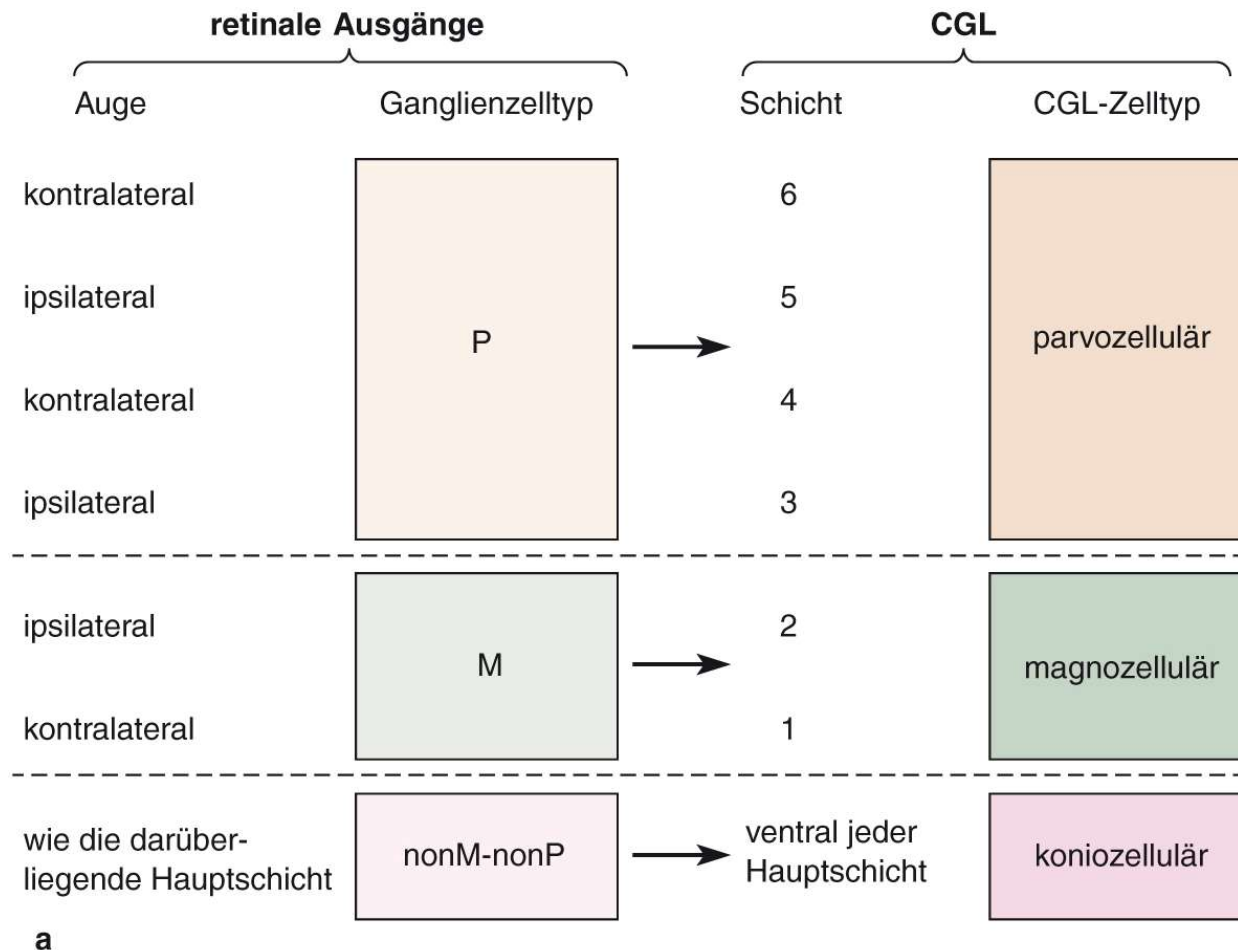 retinale Ausgänge CGL
Auge Ganglienzelltyp Schicht CGL-Zelltyp
kontralateral 6
ipsilateral 5
P parvozellulär
kontralateral 4
ipsilateral 3
ipsilateral 2
M magnozellulär
kontralateral 1
wie die darüber- ventral jeder
nonM-nonP koniozellulär
liegende Hauptschicht Hauptschicht
a